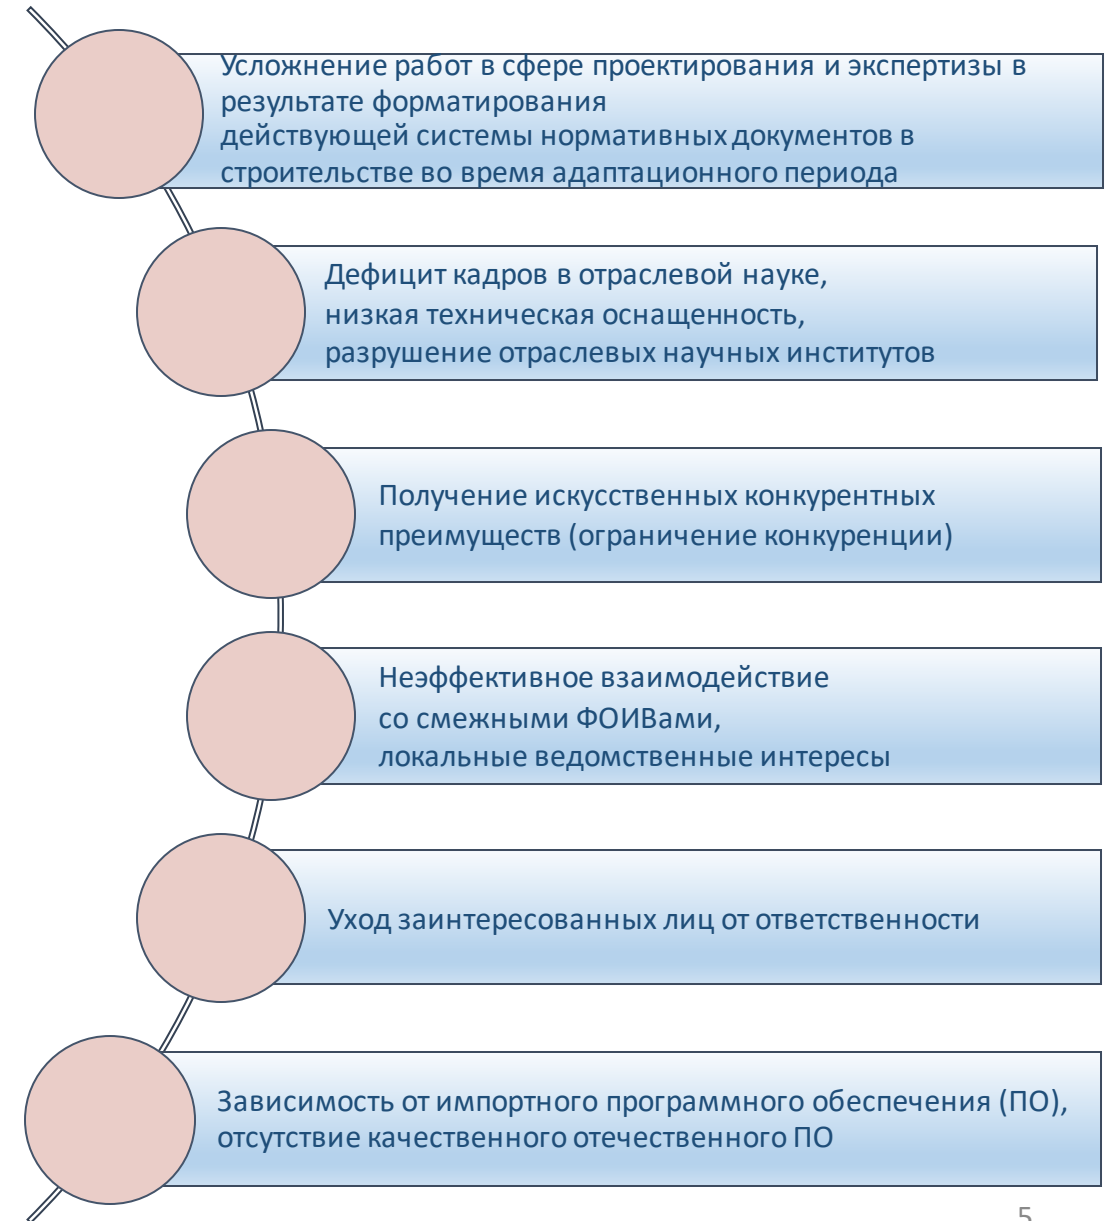 Усложнение работ в сфере проектирования и экспертизы в
результате форматирования
действующей системы нормативных документов в
строительстве во время адаптационного периода
Дефицит кадров в отраслевой науке,
низкая техническая оснащенность,
разрушение отраслевых научных институтов
Получение искусственных конкурентных
преимуществ (ограничение конкуренции)
Неэффективное взаимодействие
со смежными ФОИВами,
локальные ведомственные интересы
Уход заинтересованных лиц от ответственности
Зависимость от импортного программного обеспечения (ПО),
отсутствие качественного отечественного ПО
5